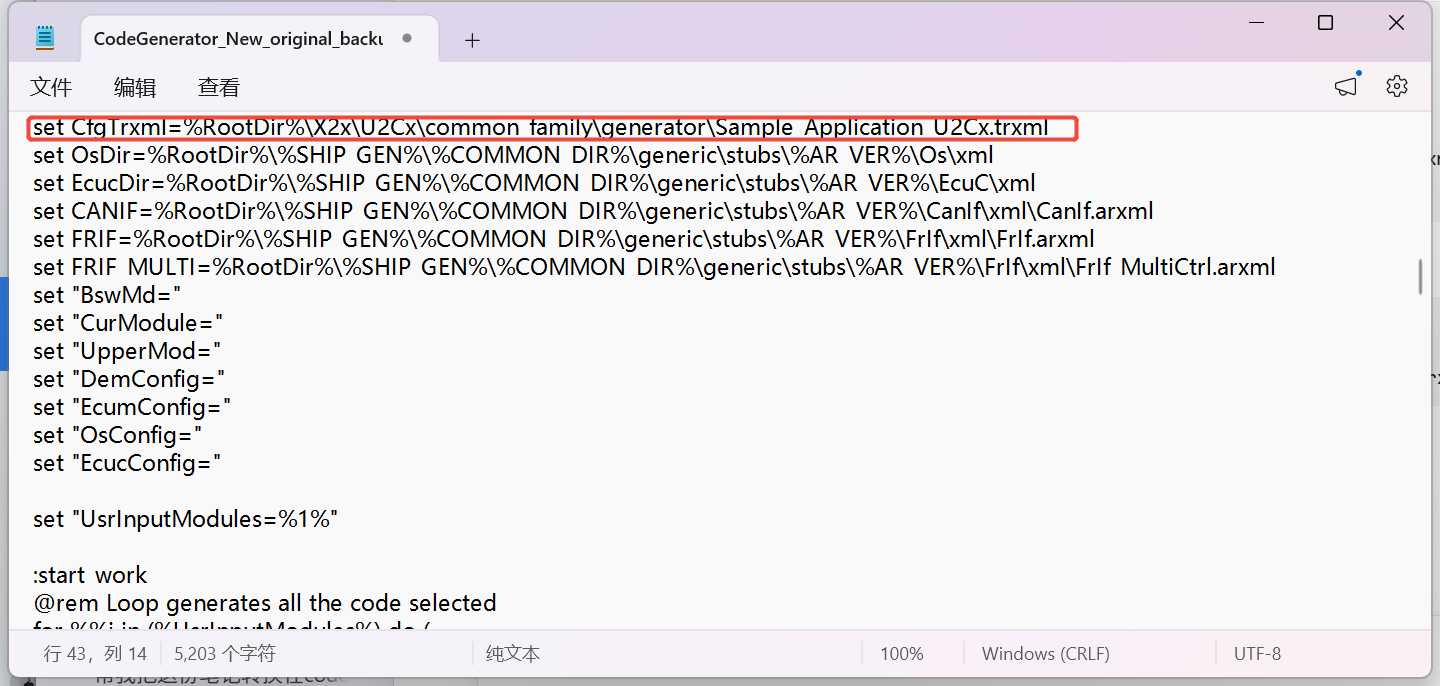 CodeGenerator_New_original_backu
文件 编辑 查看
set CfgTrxml=%RootDir%\X2x\U2Cx\common_family\generator\Sample_Application_U2Cx.trxml
set OsDir=%RootDir%\%SHIP_GEN%\%COMMON_DIR%\generic\stubs\%AR_VER%\Os\xml
set EcucDir=%RootDir%\%SHIP_GEN%\%COMMON_DIR%\generic\stubs\%AR_VER%\EcuC\xml
set CANIF=%RootDir%\%SHIP_GEN%\%COMMON_DIR%\generic\stubs\%AR_VER%\CanIf\xml\CanIf.arxml
set FRIF=%RootDir%\%SHIP_GEN%\%COMMON_DIR%\generic\stubs\%AR_VER%\FrIf\xml\FrIf.arxml
set FRIF_MULTI=%RootDir%\%SHIP_GEN%\%COMMON_DIR%\generic\stubs\%AR_VER%\FrIf\xml\FrIf_MultiCtrl.arxml
set "BswMd="
set "CurModule="
set "UpperMod="
set "DemConfig="
set "EcumConfig="
set "OsConfig="
set "EcucConfig="
set "UsrInputModules=%1%"
:start_work
@rem Loop generates all the code selected
for %%i in (%UsrInputModules%) do (
行 43，列 14 5,203 个字符 纯文本 100% Windows (CRLF) UTF-8